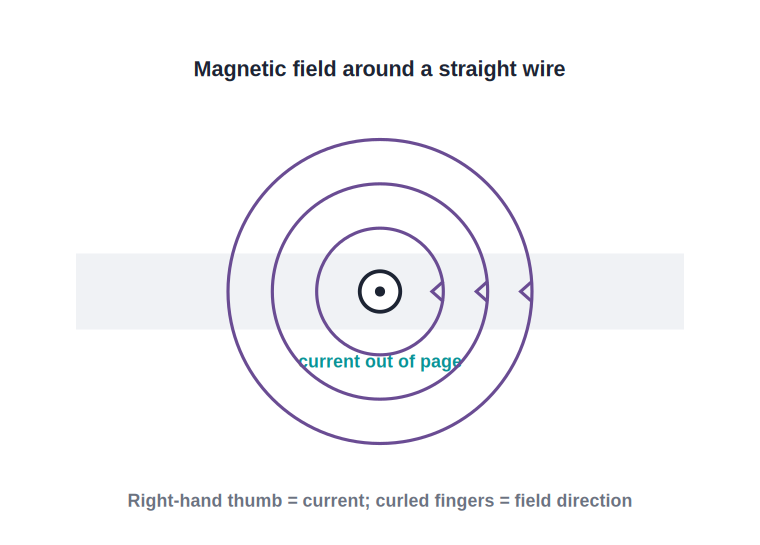 Magnetic field around a straight wire
current out of page
Right-hand thumb = current; curled fingers = field direction